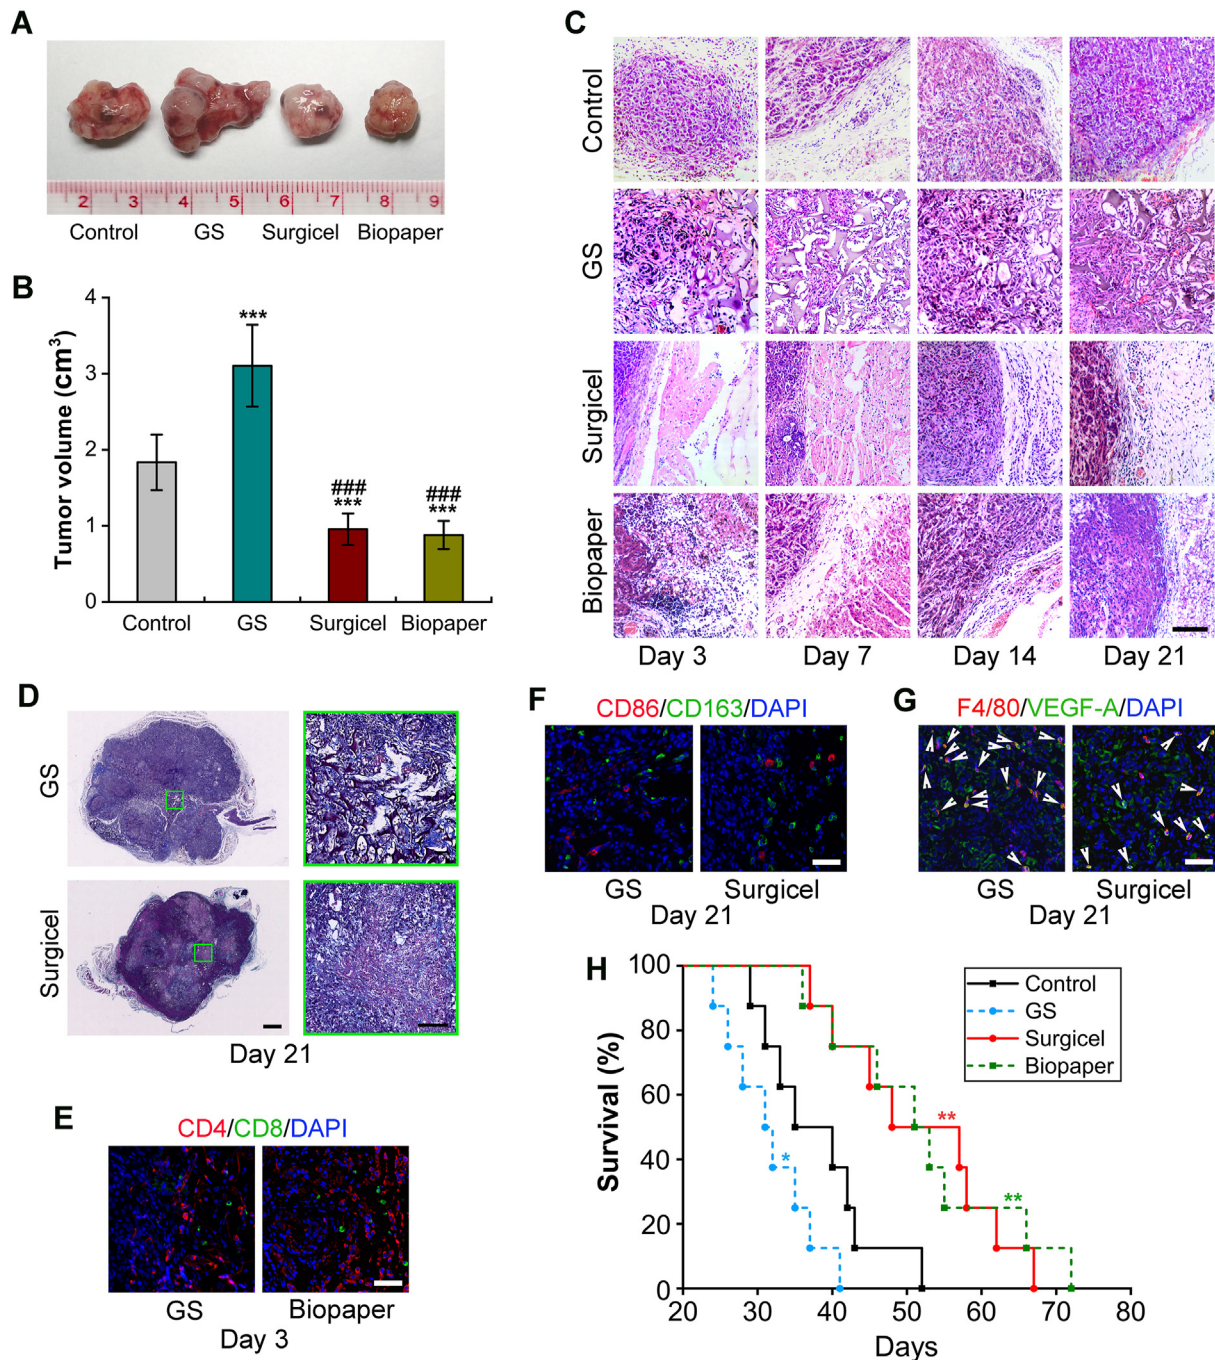 A
2 3 4 5 6 7 8 9
Control GS Surgicel Biopaper
B
Tumor volume (cm³)
4
3
2
1
0
***
###
***
###
***
Control GS Surgicel Biopaper
C
Control
GS
Surgicel
Biopaper
Day 3 Day 7 Day 14 Day 21
D
GS
Surgicel
Day 21
E
CD4/CD8/DAPI
GS Biopaper
Day 3
F
CD86/CD163/DAPI
GS Surgicel
Day 21
G
F4/80/VEGF-A/DAPI
GS Surgicel
Day 21
H
Survival (%)
100
80
60
40
20
0
Control
GS
Surgicel
Biopaper
**
*
**
20 30 40 50 60 70 80
Days